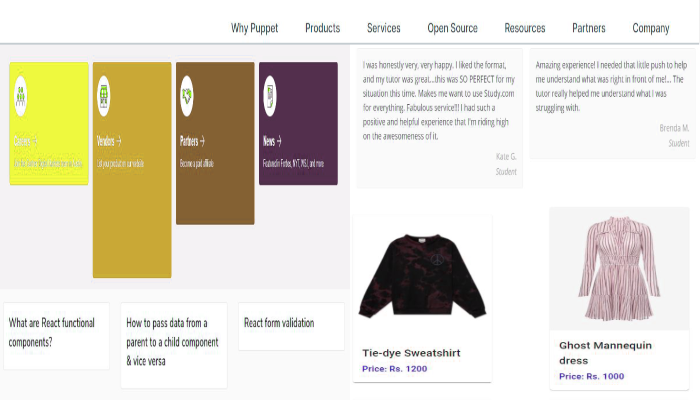 Why Puppet Products Services Open Source Resources Partners Company
Vendors →
Let your product on our website
Partners →
Become a paid affiliate
News →
Featured in Forbes, NYT, WSJ, and more
I was honestly very, very happy. I liked the format,
and my tutor was great...this was SO PERFECT for my
situation this time. Makes me want to use Study.com
for everything. Fabulous service!!! I had such a
positive and helpful experience that I'm riding high
on the awesomeness of it.
Kate G.
Student
Amazing experience! I needed that little push to help
me understand what was right in front of me!... The
tutor really helped me understand what I was
struggling with.
Brenda M.
Student
What are React functional
components?
How to pass data from a
parent to a child component
& vice versa
React form validation
Tie-dye Sweatshirt
Price: Rs. 1200
Ghost Mannequin
dress
Price: Rs. 1000